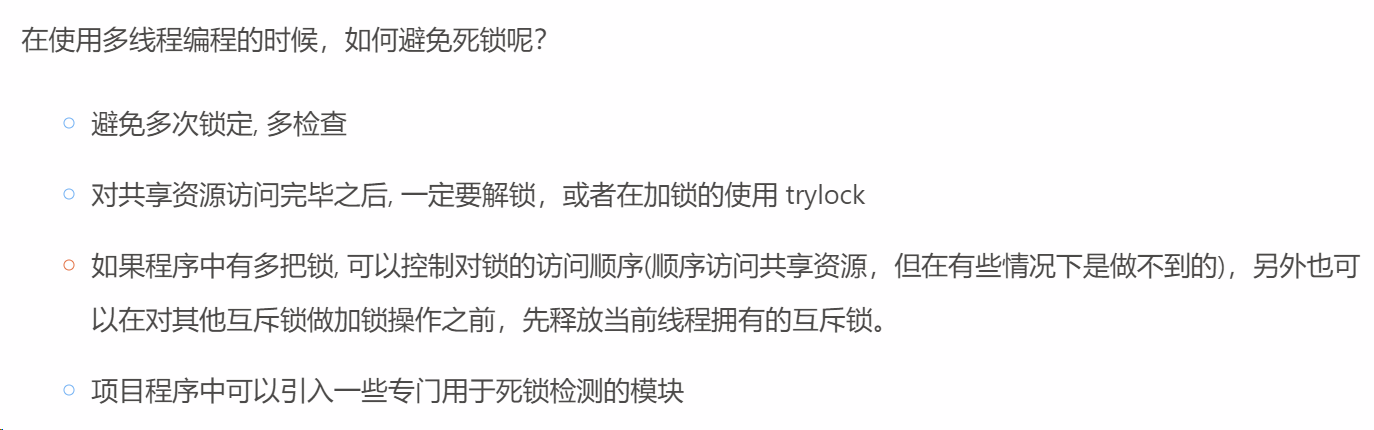 在使用多线程编程的时候，如何避免死锁呢？
避免多次锁定, 多检查
对共享资源访问完毕之后, 一定要解锁，或者在加锁的使用 trylock
如果程序中有多把锁, 可以控制对锁的访问顺序(顺序访问共享资源，但在有些情况下是做不到的)，另外也可
以在对其他互斥锁做加锁操作之前，先释放当前线程拥有的互斥锁。
项目程序中可以引入一些专门用于死锁检测的模块